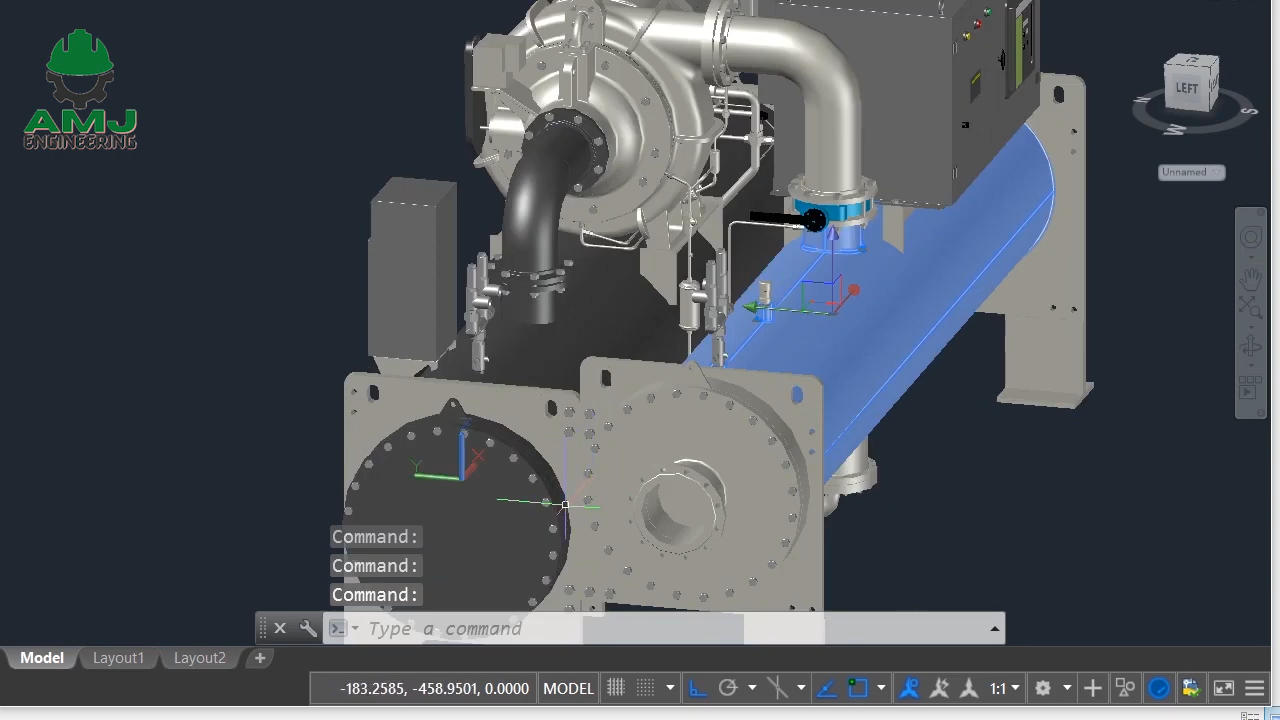 AMJ
ENGINEERING
LEFT
S
W
Unnamed
X
Y
Command:
Command:
Command:
Type a command
Model
Layout1
Layout2
-183.2585, -458.9501, 0.0000
MODEL
1:1